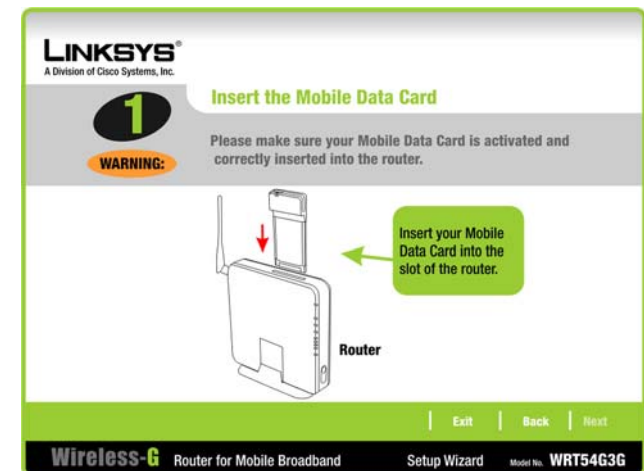 LINKSYS®
A Division of Cisco Systems, Inc.
1
WARNING:
Insert the Mobile Data Card
Please make sure your Mobile Data Card is activated and
correctly inserted into the router.
Insert your Mobile
Data Card into the
slot of the router.
Router
Exit Back Next
Wireless-G Router for Mobile Broadband Setup Wizard Model No. WRT54G3G